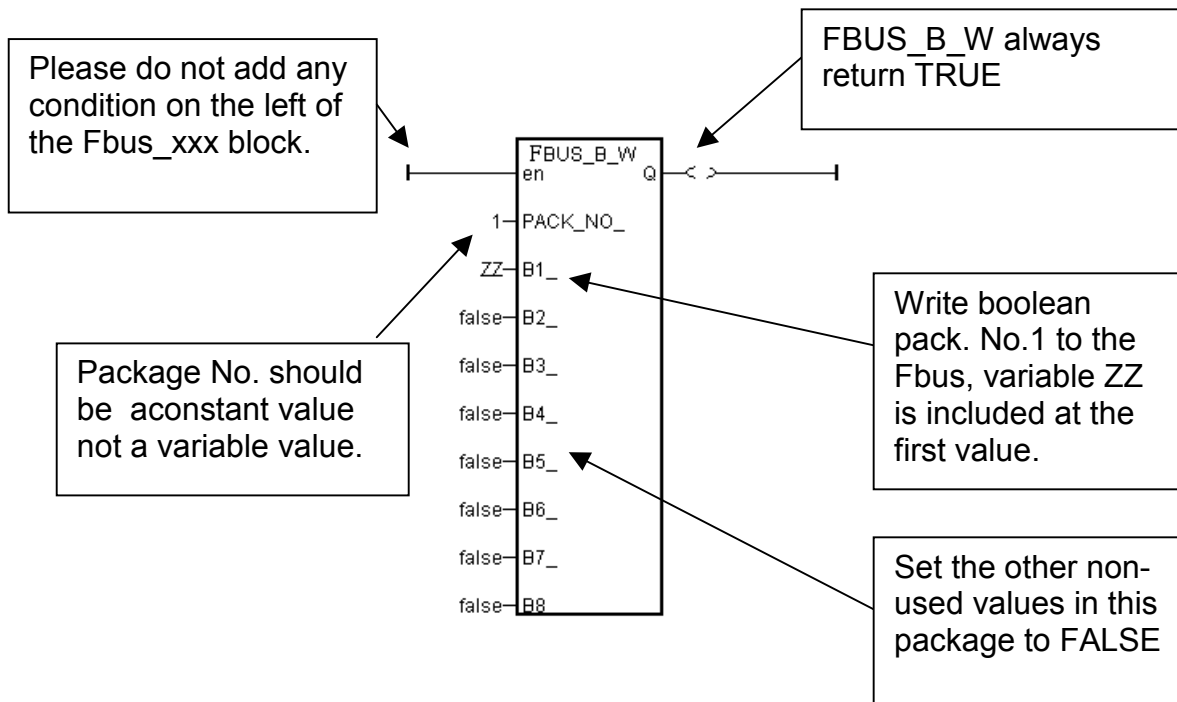 Please do not add any
condition on the left of
the Fbus_xxx block.
FBUS_B_W always
return TRUE
FBUS_B_W
en Q
1 PACK_NO_
ZZ B1_
false B2_
false B3_
false B4_
false B5_
false B6_
false B7_
false B8
Package No. should
be aconstant value
not a variable value.
Write boolean
pack. No.1 to the
Fbus, variable ZZ
is included at the
first value.
Set the other non-
used values in this
package to FALSE